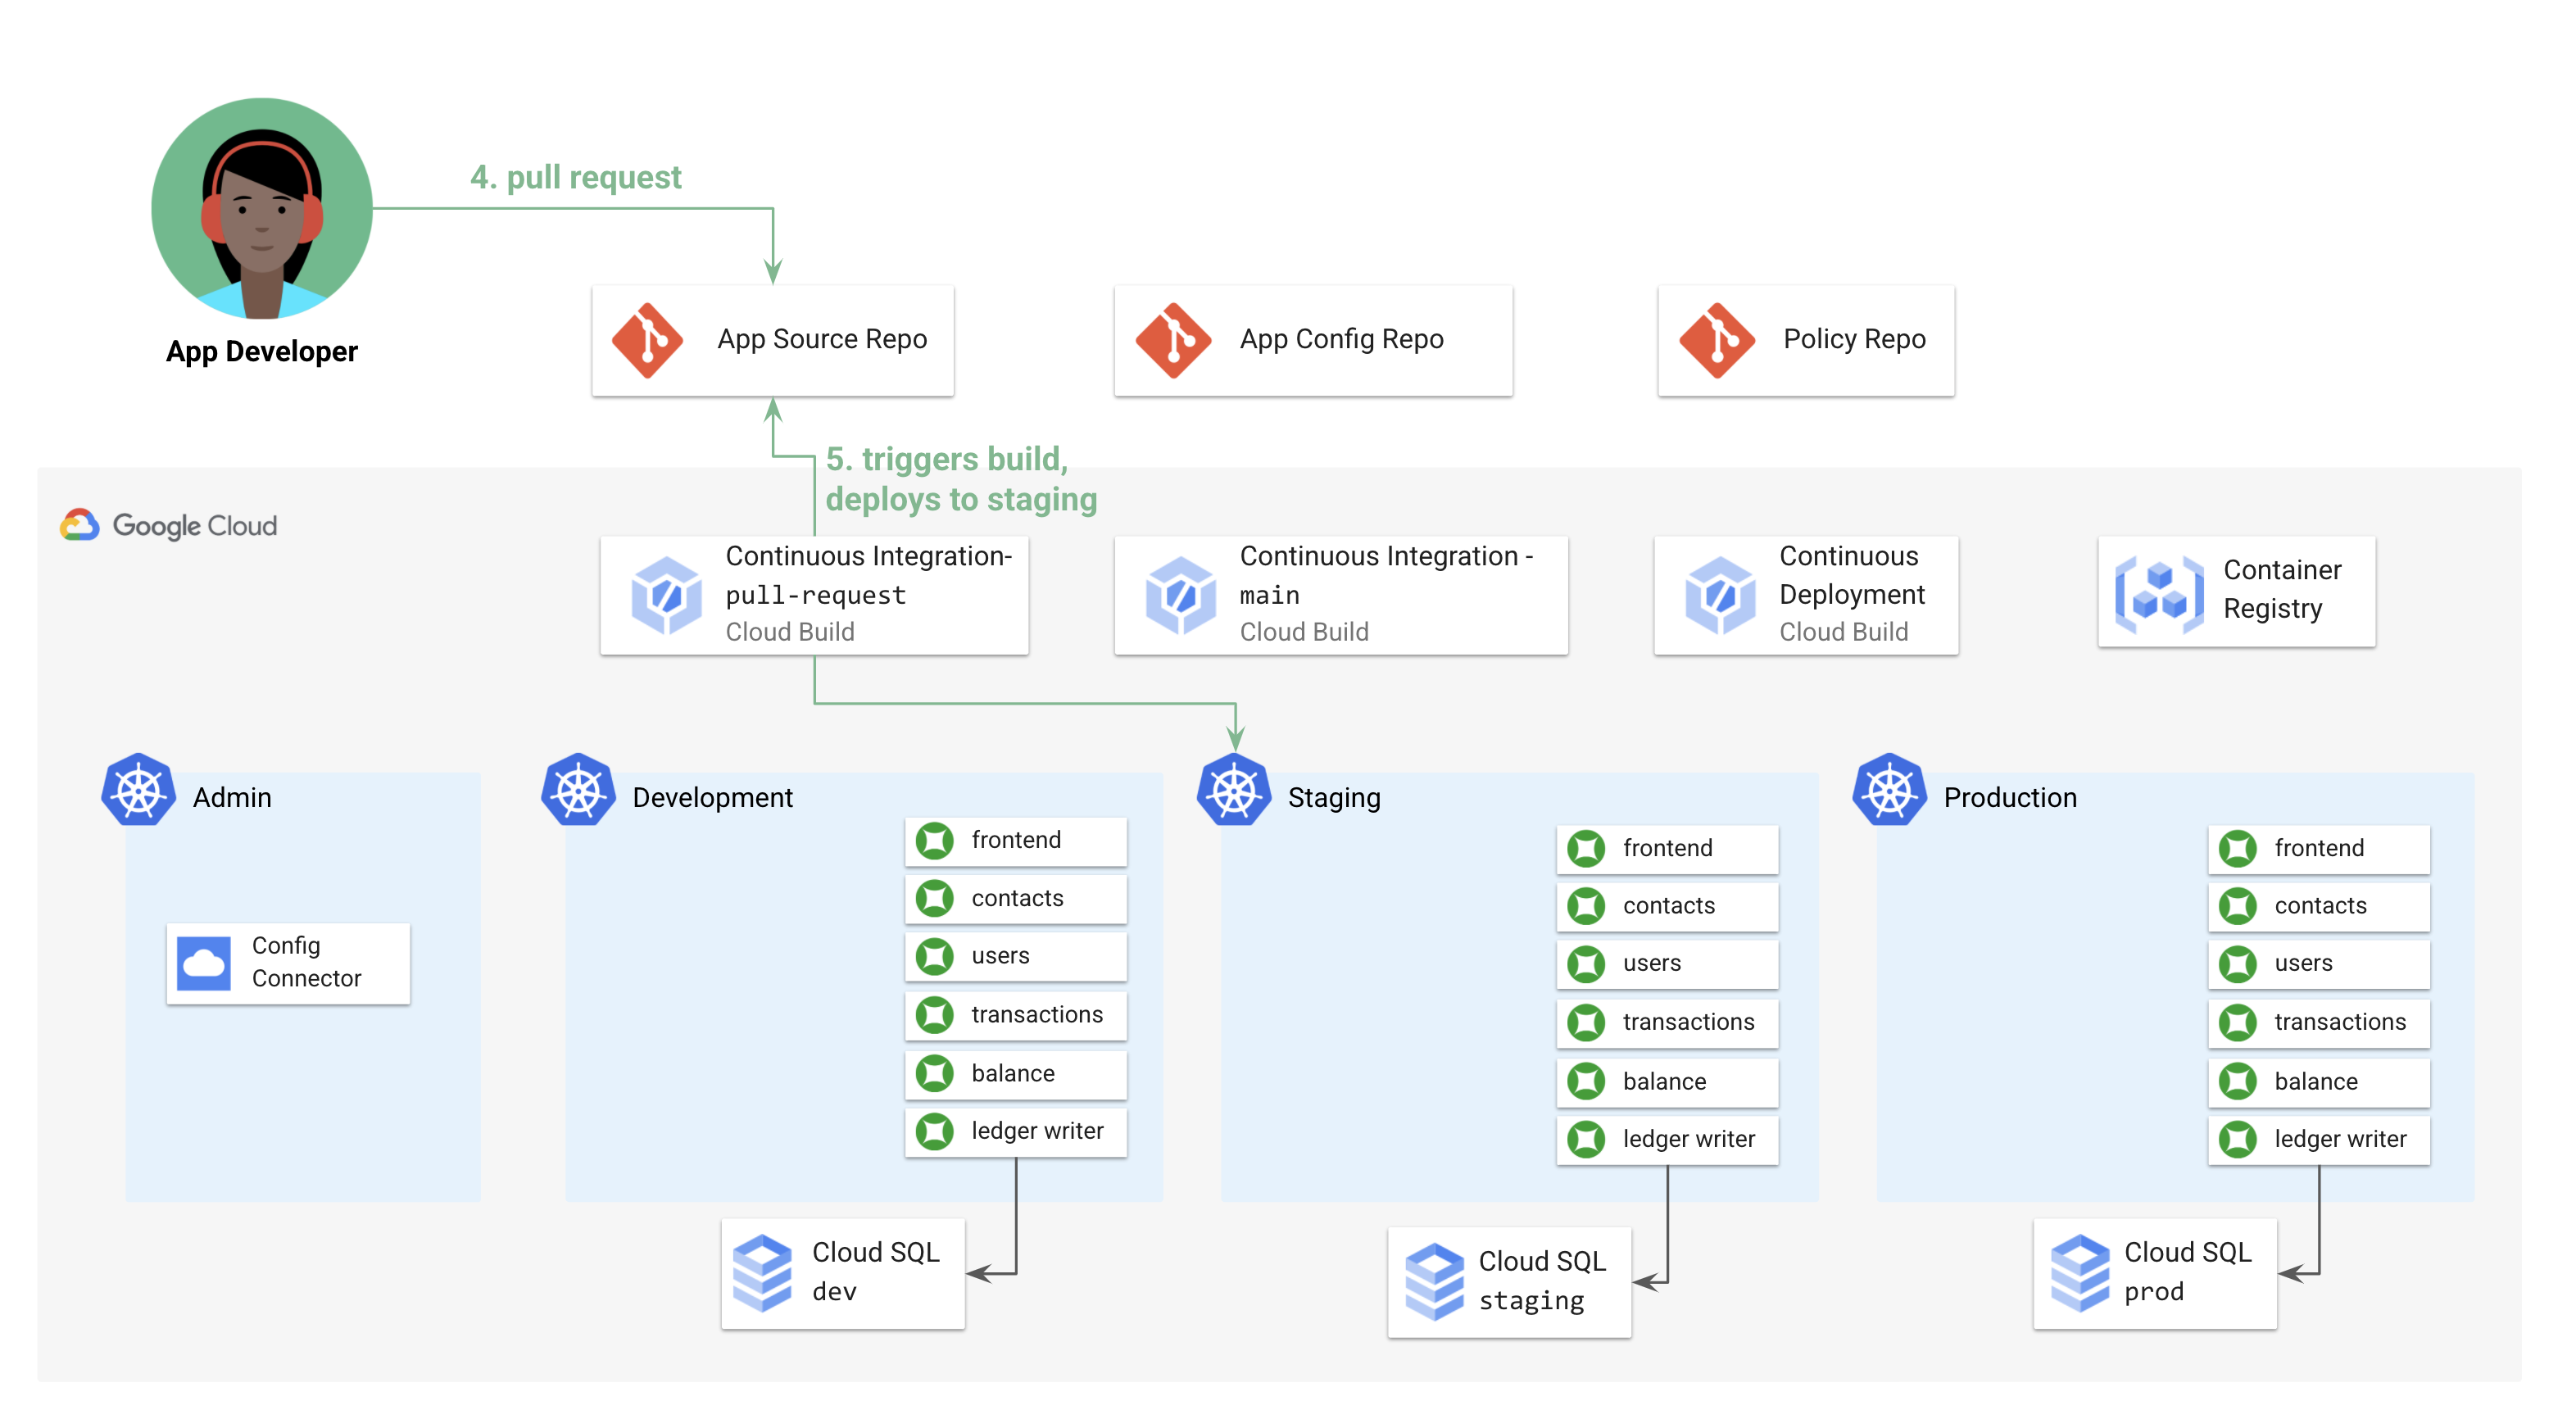 4. pull request
App Developer
App Source Repo
App Config Repo
Policy Repo
5. triggers build,
deploys to staging
Google Cloud
Continuous Integration-
pull-request
Cloud Build
Continuous Integration -
main
Cloud Build
Continuous
Deployment
Cloud Build
Container
Registry
Admin
Config
Connector
Development
frontend
contacts
users
transactions
balance
ledger writer
Cloud SQL
dev
Staging
frontend
contacts
users
transactions
balance
ledger writer
Cloud SQL
staging
Production
frontend
contacts
users
transactions
balance
ledger writer
Cloud SQL
prod